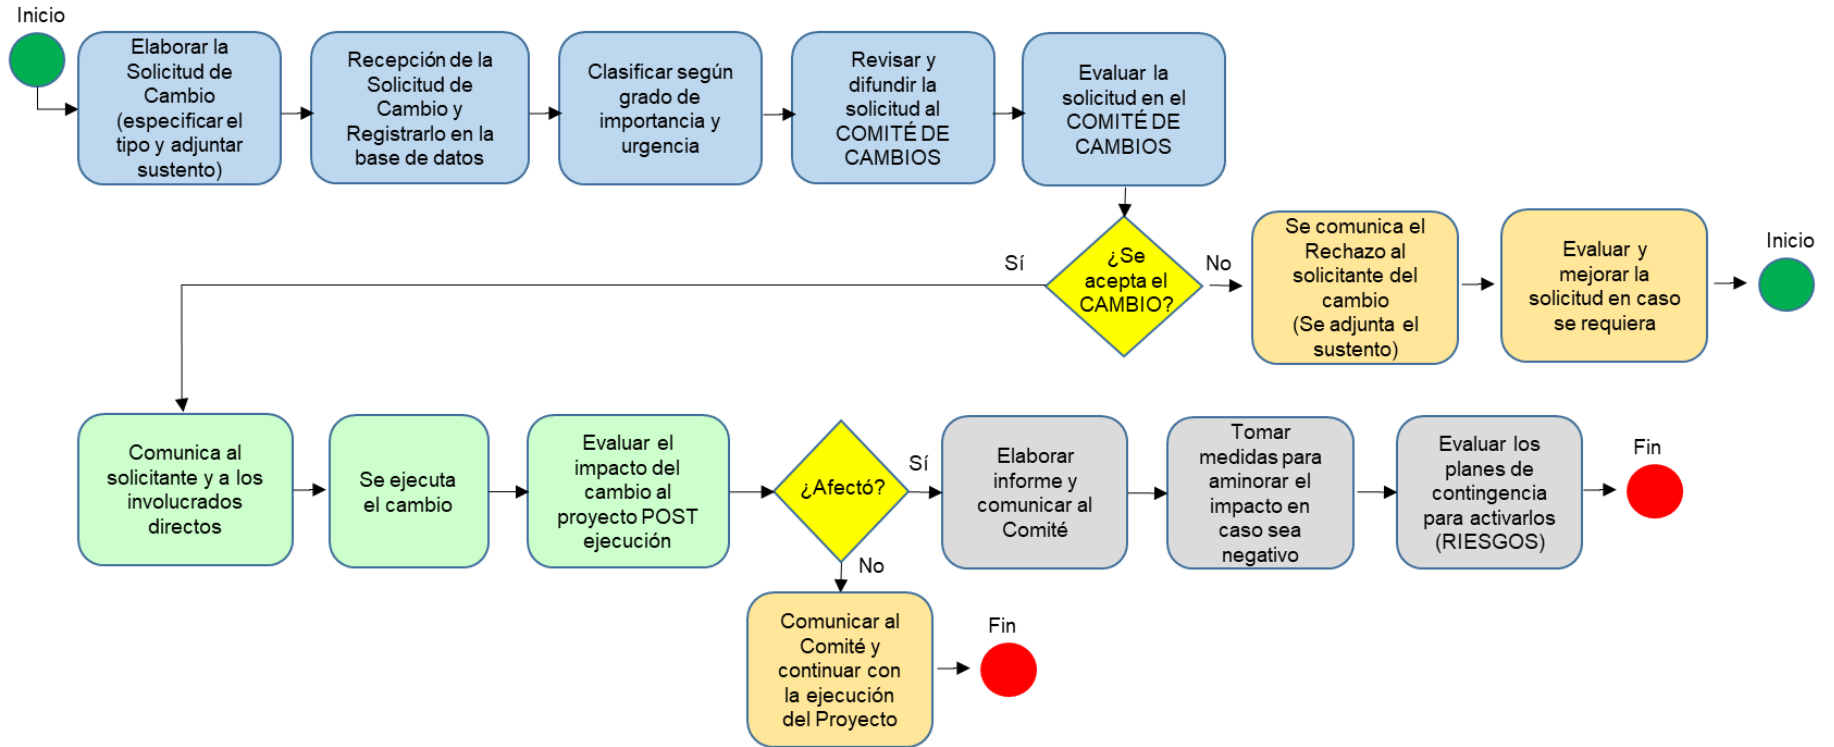 Inicio
Elaborar la
Solicitud de
Cambio
(especificar el
tipo y adjuntar
sustento)
Recepción de la
Solicitud de
Cambio y
Registrarlo en la
base de datos
Clasificar según
grado de
importancia y
urgencia
Revisar y
difundir la
solicitud al
COMITÉ DE
CAMBIOS
Evaluar la
solicitud en el
COMITÉ DE
CAMBIOS
¿Se
acepta el
CAMBIO?
Sí
No
Se comunica el
Rechazo al
solicitante del
cambio
(Se adjunta el
sustento)
Evaluar y
mejorar la
solicitud en caso
se requiera
Inicio
Comunica al
solicitante y a los
involucrados
directos
Se ejecuta
el cambio
Evaluar el
impacto del
cambio al
proyecto POST
ejecución
¿Afectó?
Sí
Elaborar
informe y
comunicar al
Comité
Tomar
medidas para
aminorar el
impacto en
caso sea
negativo
Evaluar los
planes de
contingencia
para activarlos
(RIESGOS)
Fin
No
Comunicar al
Comité y
continuar con
la ejecución
del Proyecto
Fin